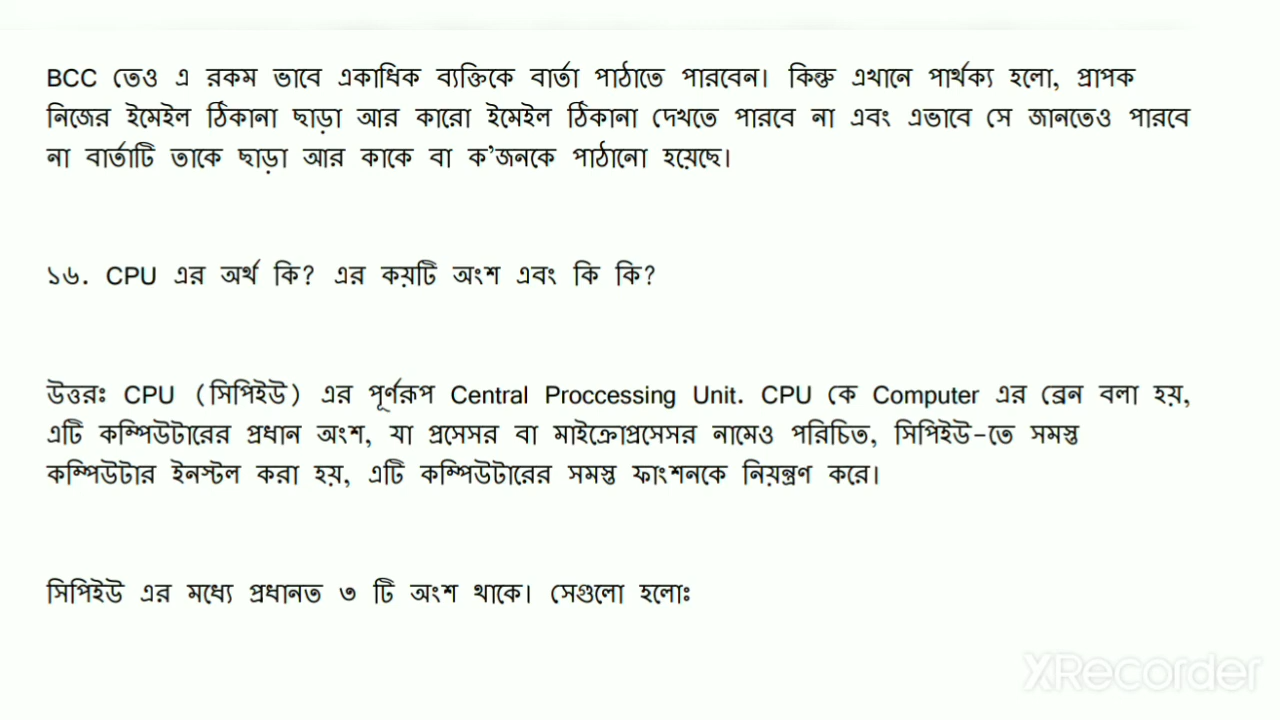 BCC তেও এ রকম ভাবে একাধিক ব্যক্তিকে বার্তা পাঠাতে পারবেন। কিন্তু এখানে পার্থক্য হলো, প্রাপক
নিজের ইমেইল ঠিকানা ছাড়া আর কারো ইমেইল ঠিকানা দেখতে পারবে না এবং এভাবে সে জানতেও পারবে
না বার্তাটি তাকে ছাড়া আর কাকে বা ক'জনকে পাঠানো হয়েছে।
১৬. CPU এর অর্থ কি? এর কয়টি অংশ এবং কি কি?
উত্তরঃ CPU (সিপিইউ) এর পূর্ণরূপ Central Proccessing Unit. CPU কে Computer এর ব্রেন বলা হয়,
এটি কম্পিউটারের প্রধান অংশ, যা প্রসেসর বা মাইক্রোপ্রসেসর নামেও পরিচিত, সিপিইউ-তে সমস্ত
কম্পিউটার ইনস্টল করা হয়, এটি কম্পিউটারের সমস্ত ফাংশনকে নিয়ন্ত্রণ করে।
সিপিইউ এর মধ্যে প্রধানত ৩ টি অংশ থাকে। সেগুলো হলোঃ
XRecorder